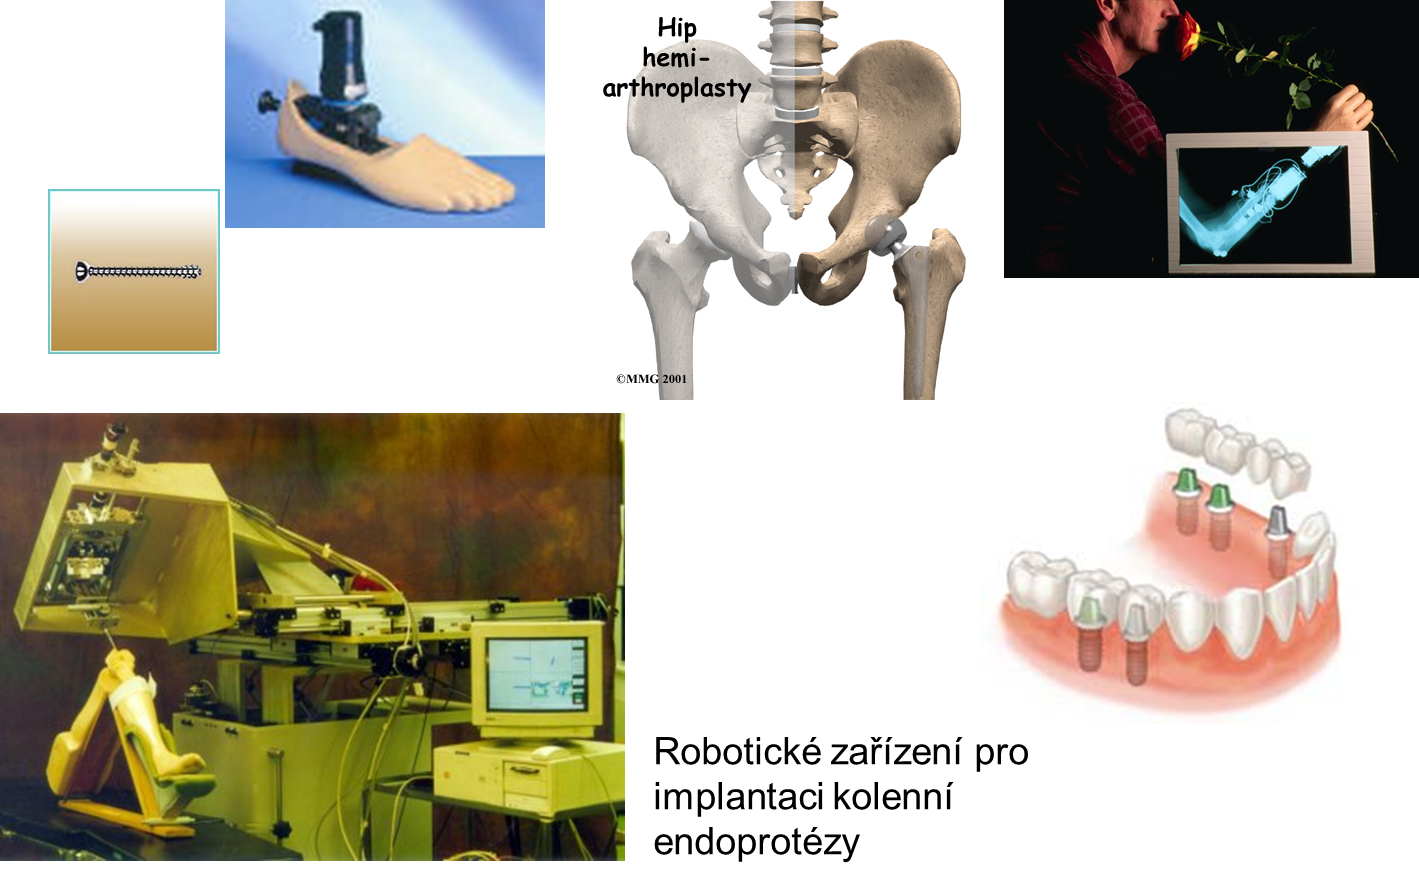 Hip
hemi-
arthroplasty
©MMG 2001
Robotické zařízení pro
implantaci kolenní
endoprotézy